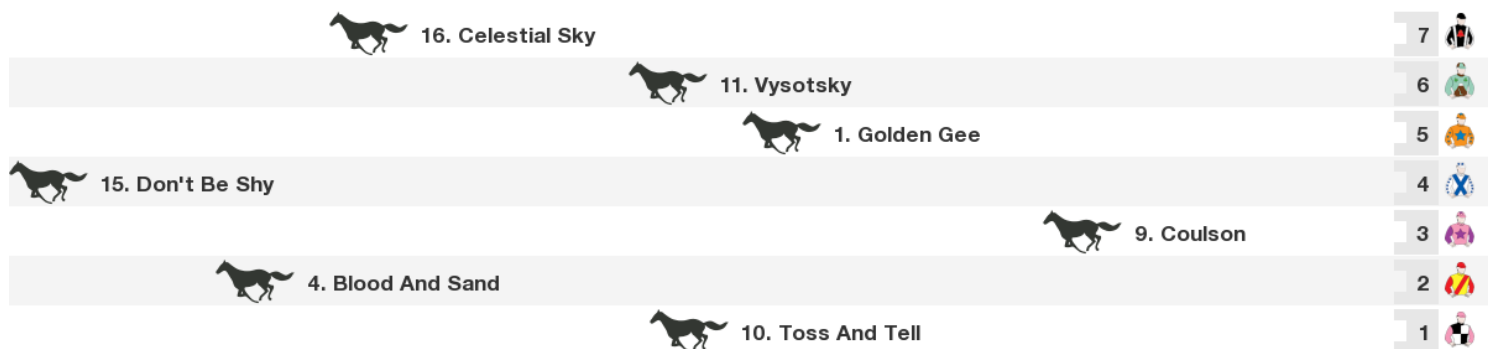 16. Celestial Sky 7
11. Vysotsky 6
1. Golden Gee 5
15. Don't Be Shy 4
9. Coulson 3
4. Blood And Sand 2
10. Toss And Tell 1